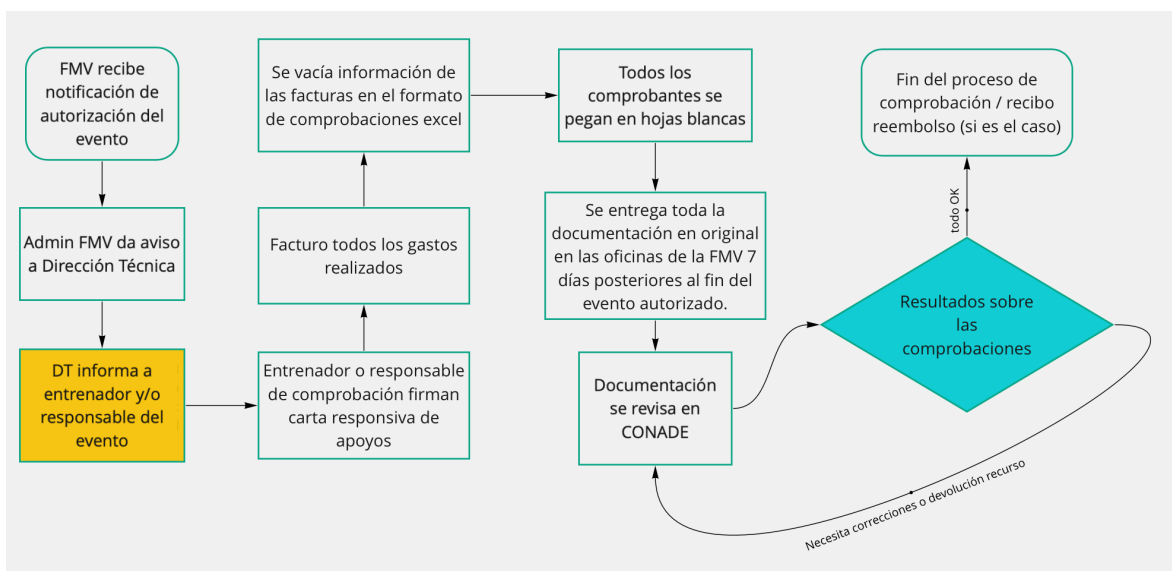 FMV recibe
notificación de
autorización del
evento
Admin FMV da aviso
a Dirección Técnica
DT informa a
entrenador y/o
responsable del
evento
Entrenador o responsable
de comprobación firman
carta responsiva de
apoyos
Facturo todos los gastos
realizados
Se vacía información de
las facturas en el formato
de comprobaciones excel
Todos los
comprobantes se
pegan en hojas blancas
Se entrega toda la
documentación en original
en las oficinas de la FMV 7
días posteriores al fin del
evento autorizado.
Documentación
se revisa en
CONADE
Resultados sobre
las
comprobaciones
Necesita correcciones o devolución recurso
todo OK
Fin del proceso de
comprobación / recibo
reembolso (si es el caso)